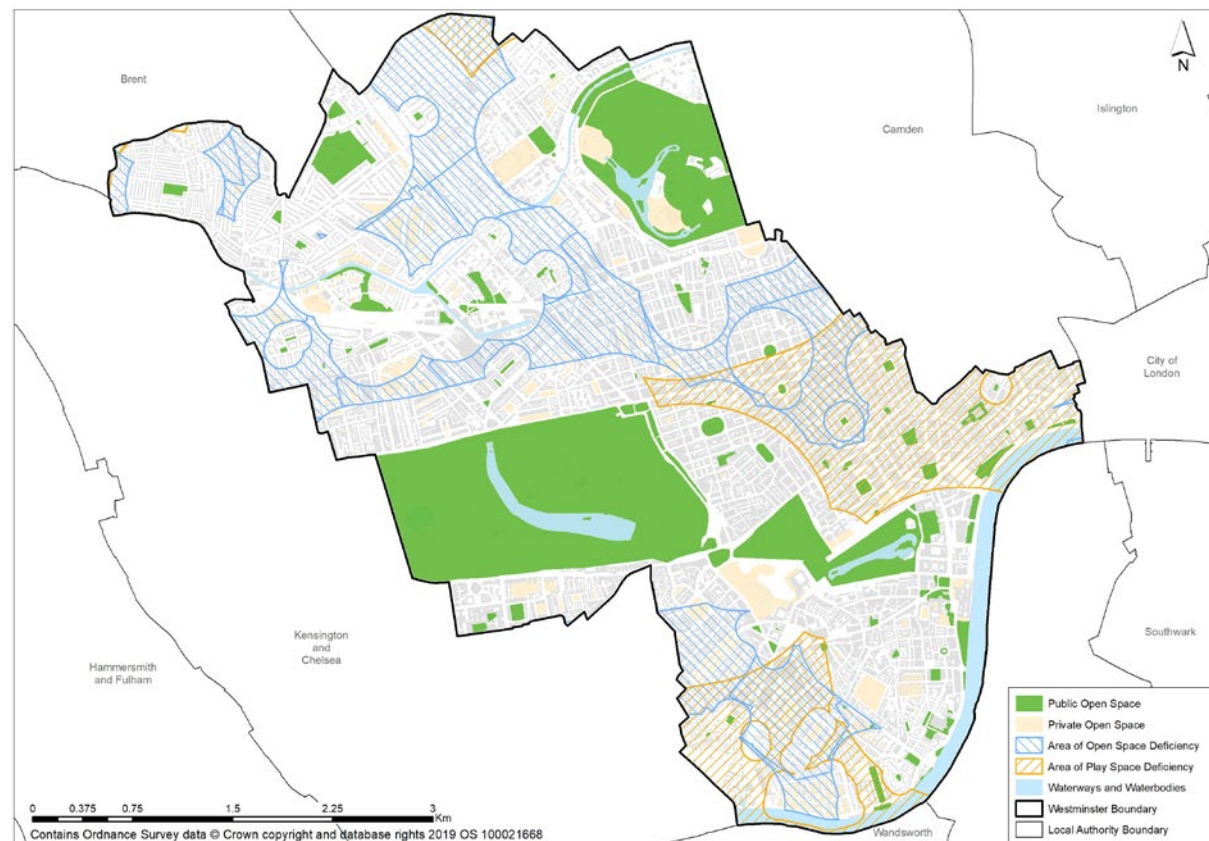 N
Brent
Camden
Islington
City of
London
Kensington
and
Chelsea
Hammersmith
and Fulham
Southwark
Wandsworth
Public Open Space
Private Open Space
Area of Open Space Deficiency
Area of Play Space Deficiency
Waterways and Waterbodies
Westminster Boundary
Local Authority Boundary
0 0.375 0.75 1.5 2.25 3
Km
Contains Ordnance Survey data © Crown copyright and database rights 2019 OS 100021668